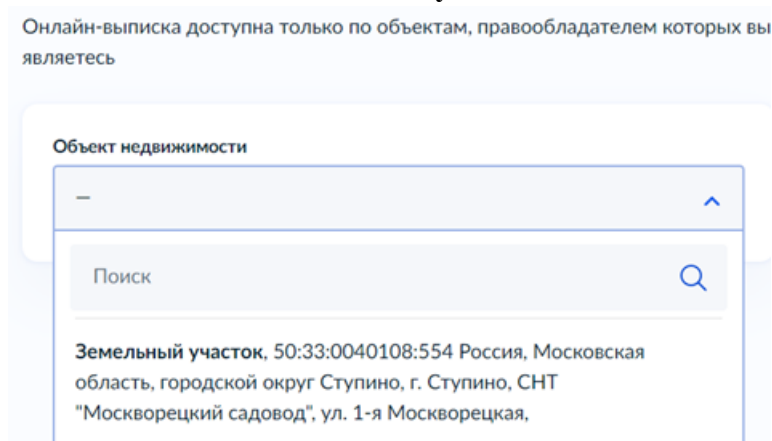 Онлайн-выписка доступна только по объектам, правообладателем которых вы
являетесь
Объект недвижимости
–
Поиск
Земельный участок, 50:33:0040108:554 Россия, Московская
область, городской округ Ступино, г. Ступино, СНТ
"Москворецкий садовод", ул. 1-я Москворецкая,